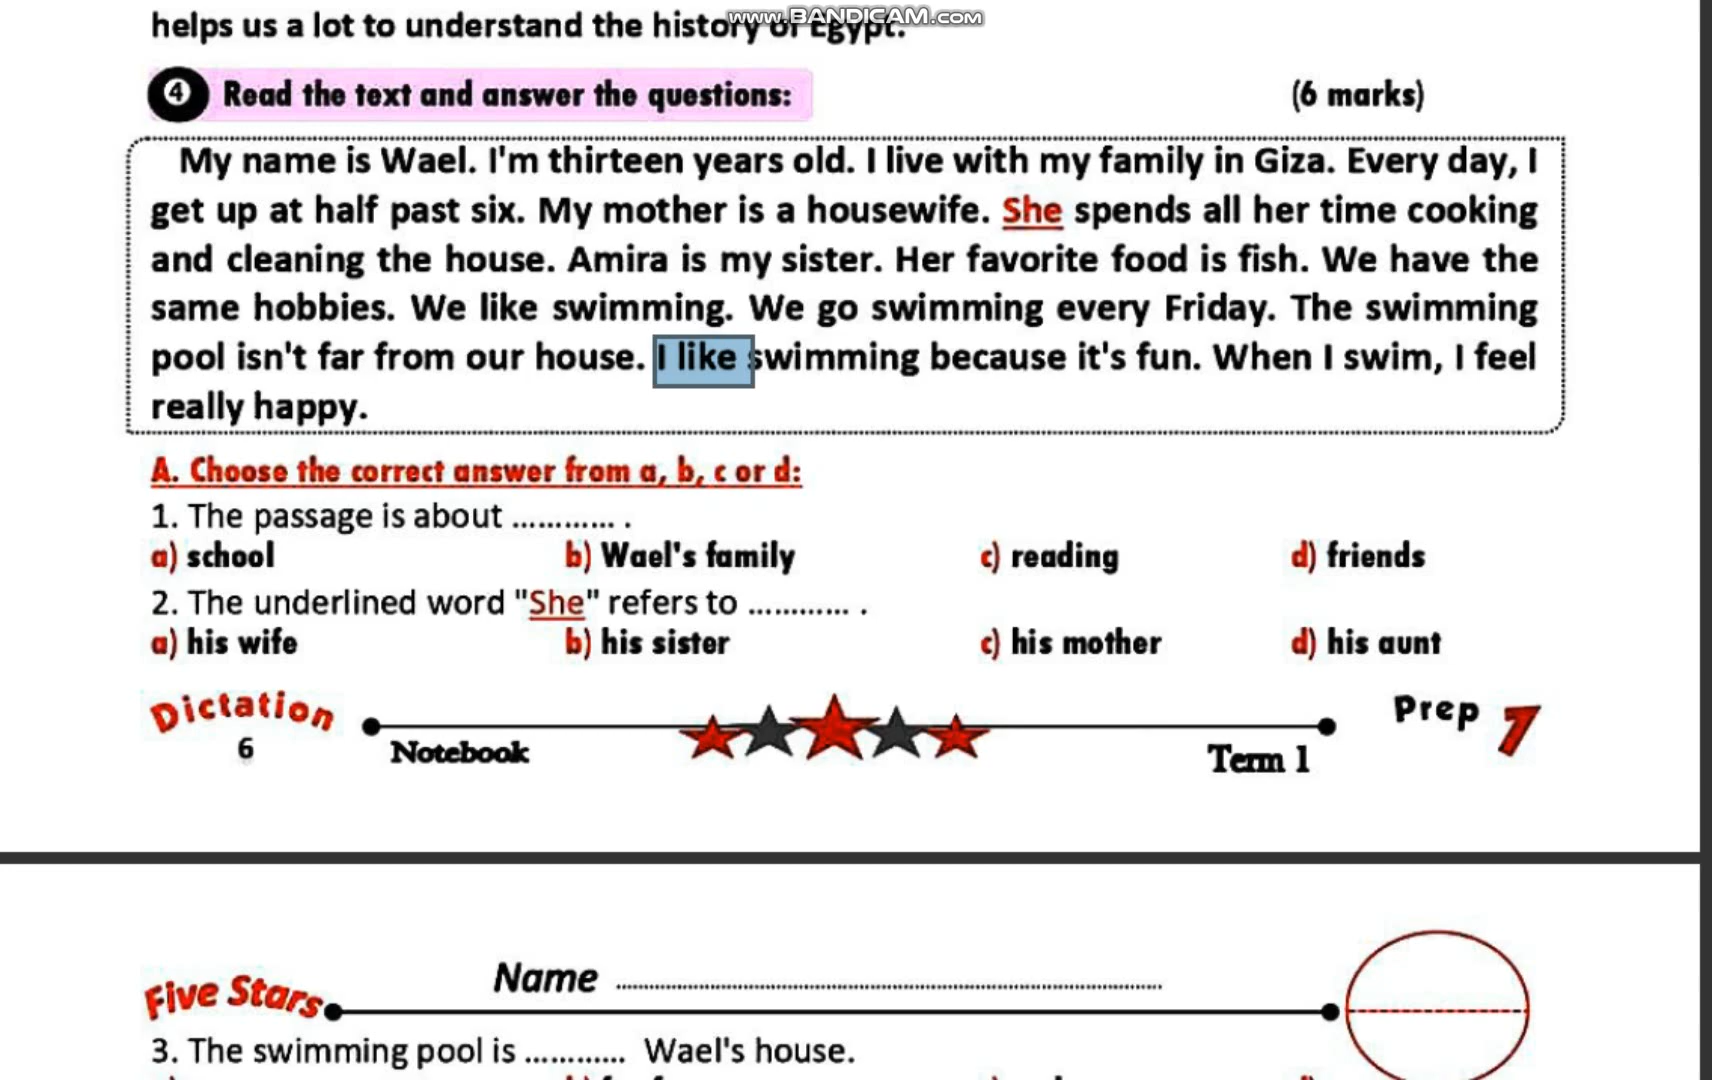 www.BANDICAM.com
helps us a lot to understand the history of Egypt.
4 Read the text and answer the questions: (6 marks)
My name is Wael. I'm thirteen years old. I live with my family in Giza. Every day, I
get up at half past six. My mother is a housewife. She spends all her time cooking
and cleaning the house. Amira is my sister. Her favorite food is fish. We have the
same hobbies. We like swimming. We go swimming every Friday. The swimming
pool isn't far from our house. I like swimming because it's fun. When I swim, I feel
really happy.
A. Choose the correct answer from a, b, c or d:
1. The passage is about ............ .
a) school b) Wael's family c) reading d) friends
2. The underlined word "She" refers to ............ .
a) his wife b) his sister c) his mother d) his aunt
Dictation
6 Notebook Term 1 Prep 7
Five Stars Name ......................................................................
3. The swimming pool is ............ Wael's house.